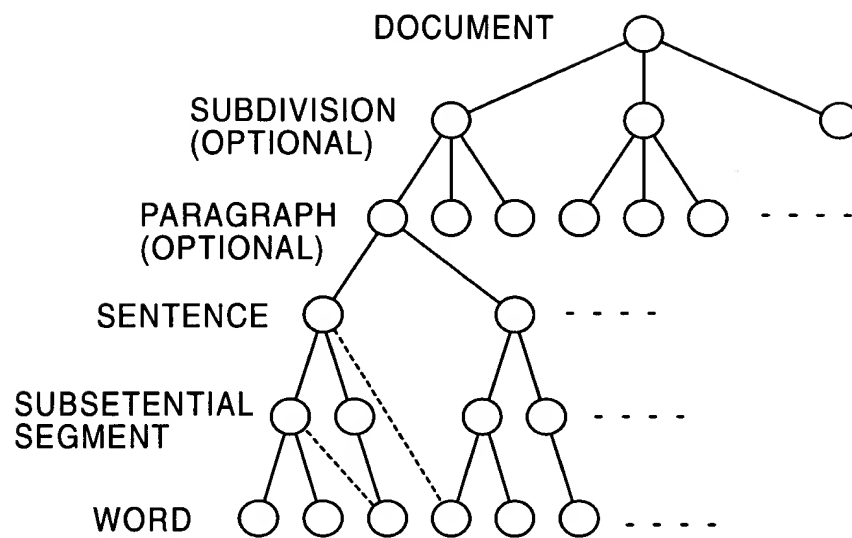 DOCUMENT
SUBDIVISION
(OPTIONAL)
PARAGRAPH
(OPTIONAL)
SENTENCE
SUBSETENTIAL
SEGMENT
WORD